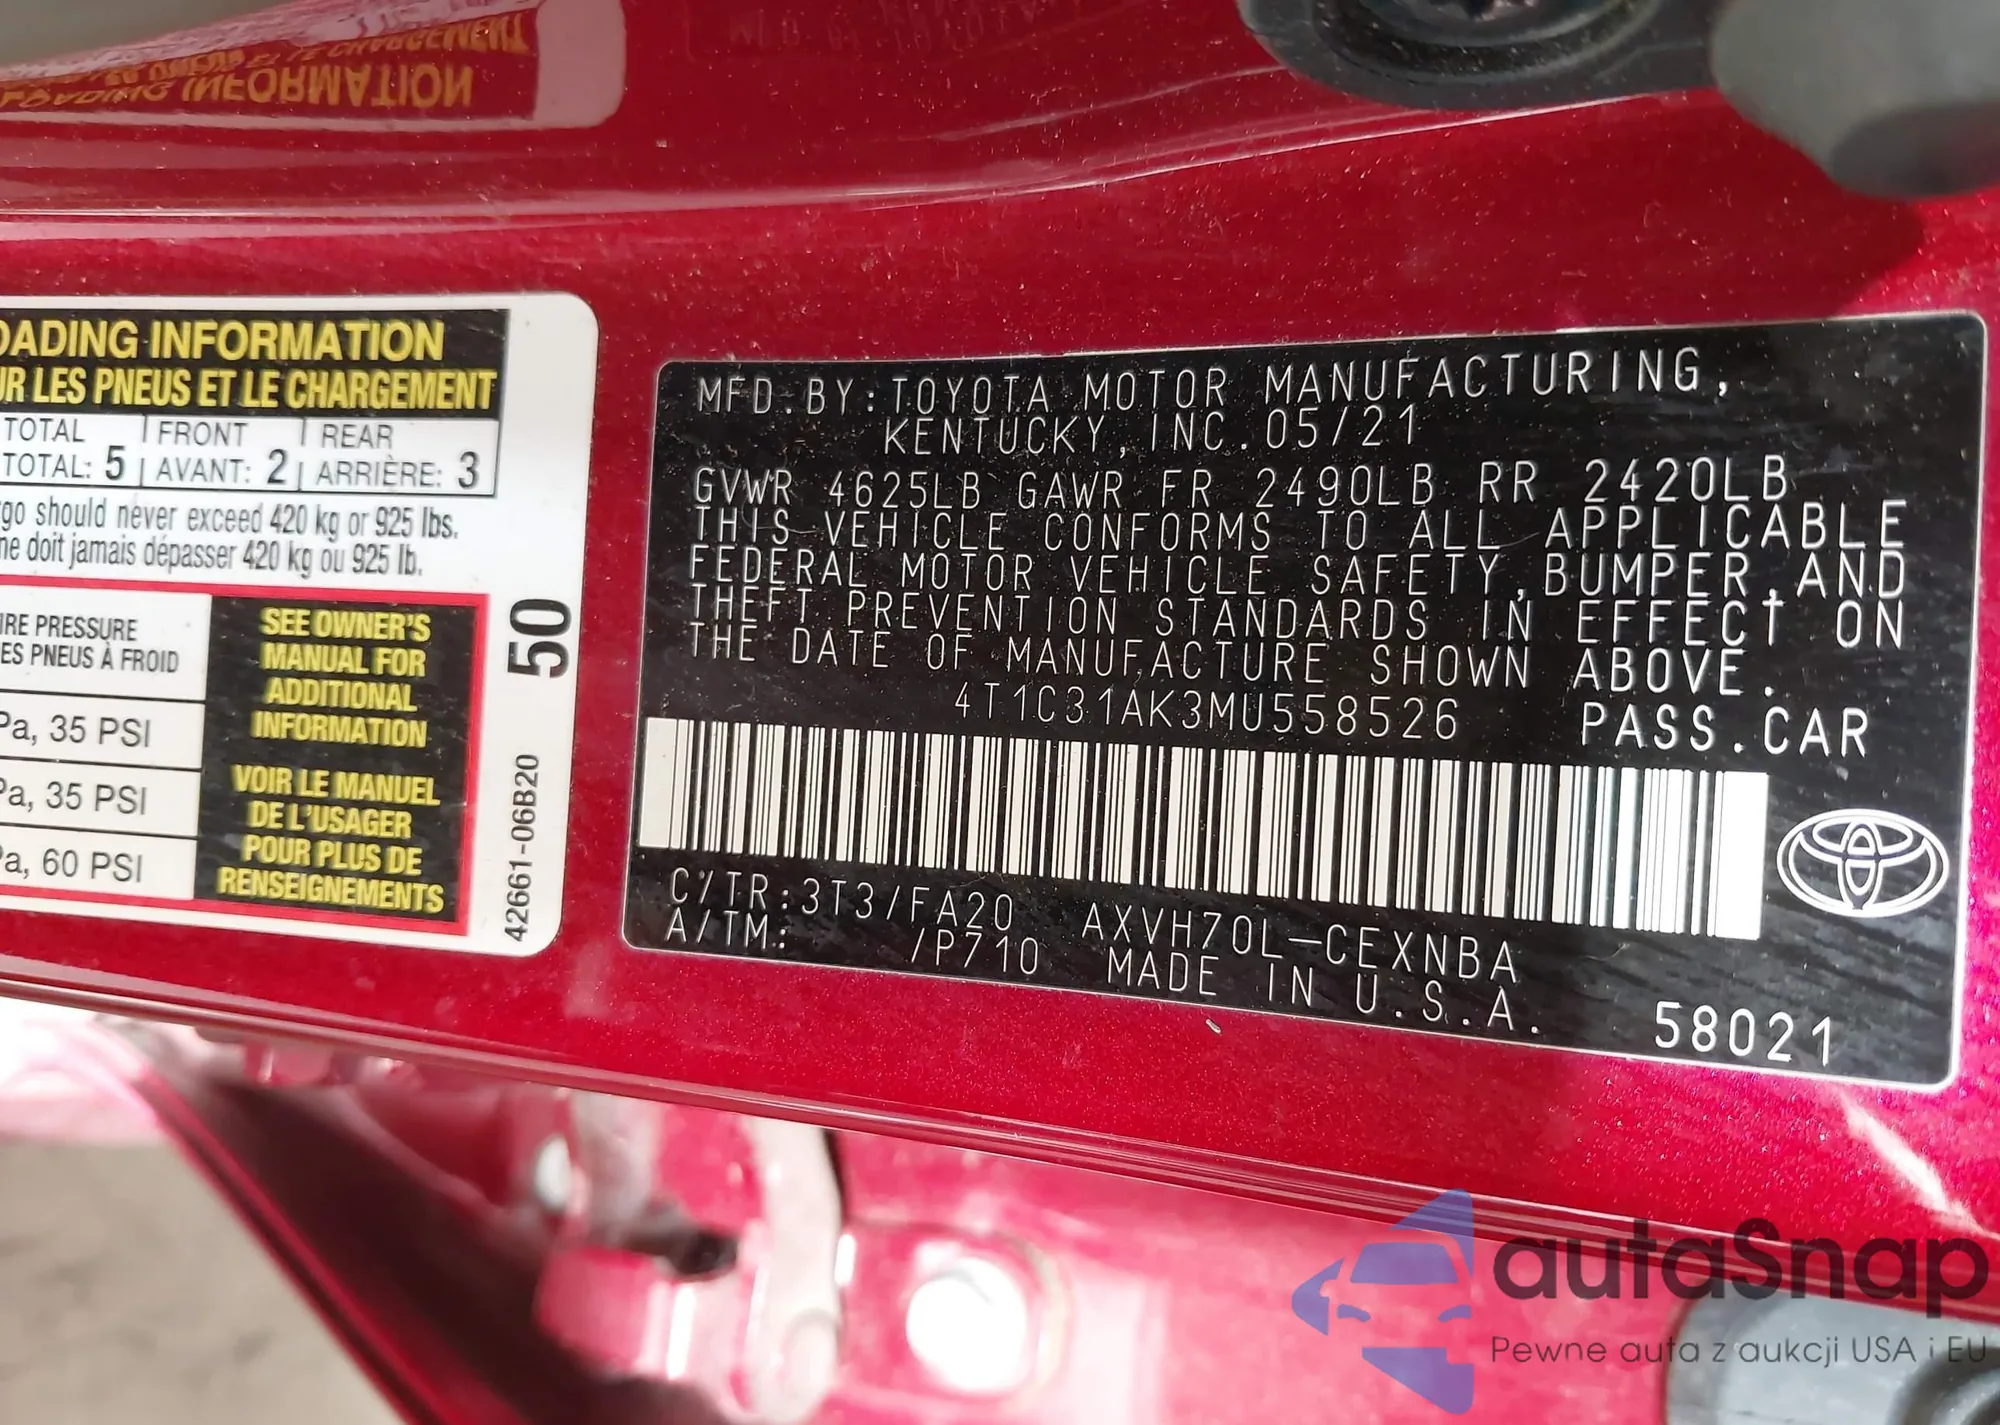 LOADING INFORMATION
ET LE CHARGEMENT
OADING INFORMATION
UR LES PNEUS ET LE CHARGEMENT
TOTAL FRONT REAR
TOTAL: 5 AVANT: 2 ARRIÈRE: 3
go should never exceed 420 kg or 925 lbs.
ne doit jamais dépasser 420 kg ou 925 lb.
IRE PRESSURE
ES PNEUS À FROID
Pa, 35 PSI
Pa, 35 PSI
Pa, 60 PSI
SEE OWNER'S
MANUAL FOR
ADDITIONAL
INFORMATION
VOIR LE MANUEL
DE L'USAGER
POUR PLUS DE
RENSEIGNEMENTS
50
42661-06B20
MFD.BY:TOYOTA MOTOR MANUFACTURING,
KENTUCKY, INC. 05/21
GVWR 4625LB GAWR FR 2490LB RR 2420LB
THIS VEHICLE CONFORMS TO ALL APPLICABLE
FEDERAL MOTOR VEHICLE SAFETY,BUMPER,AND
THEFT PREVENTION STANDARDS IN EFFECT ON
THE DATE OF MANUFACTURE SHOWN ABOVE.
4T1C31AK3MU558526 PASS.CAR
C/TR:3T3/FA20 AXVH70L-CEXNBA
A/TM: /P710 MADE IN U.S.A.
58021
autaSnap
Pewne auta z aukcji USA i EU